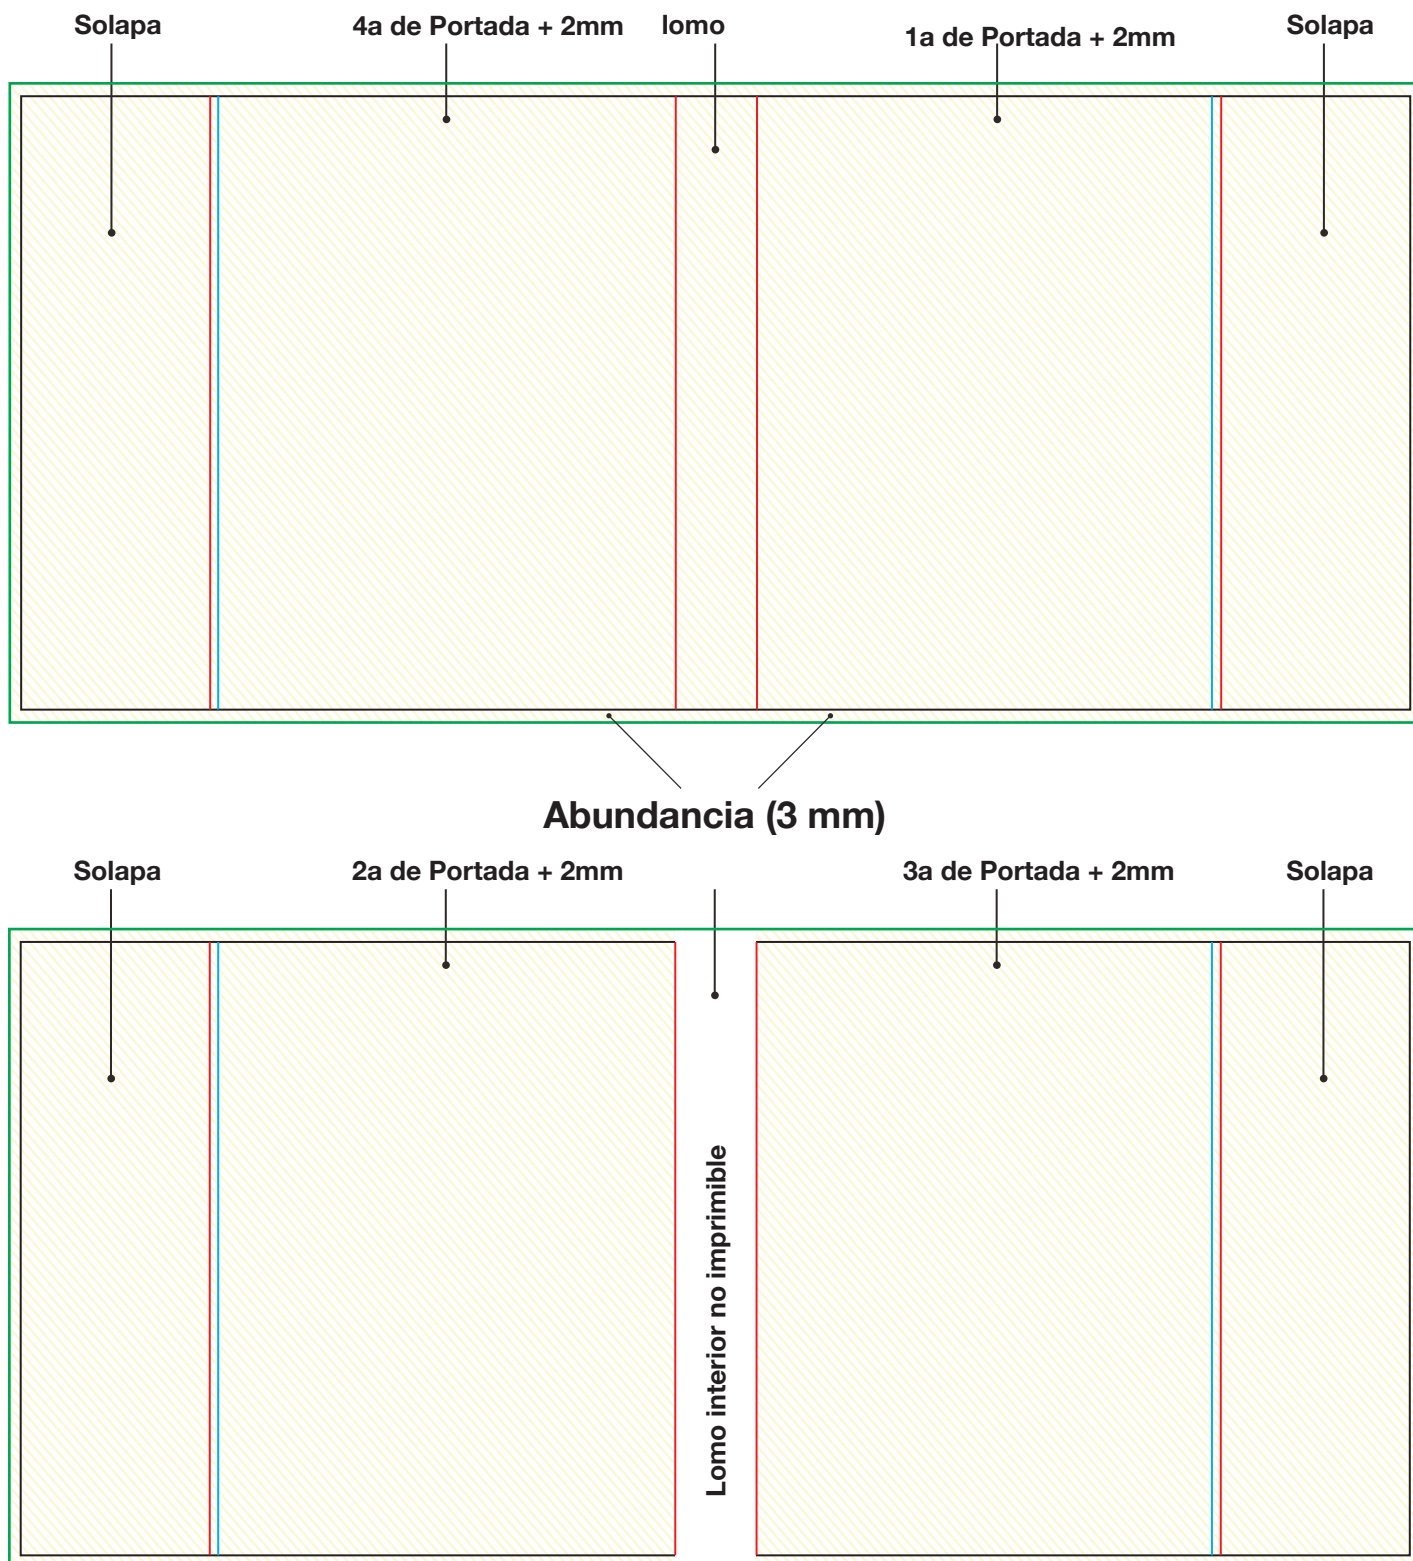 Solapa
4a de Portada + 2mm
lomo
1a de Portada + 2mm
Solapa
Abundancia (3 mm)
Solapa
2a de Portada + 2mm
3a de Portada + 2mm
Solapa
Lomo interior no imprimible